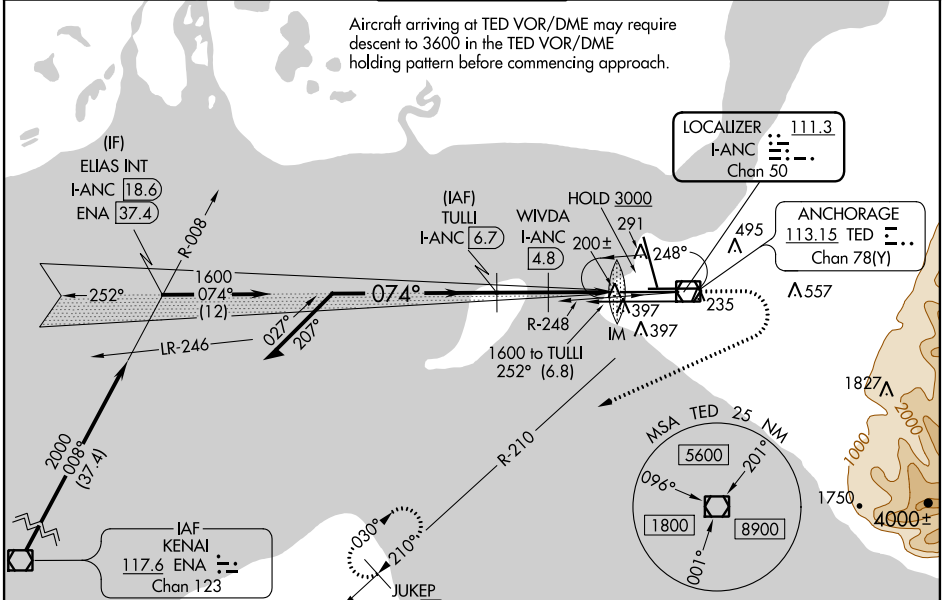 Aircraft arriving at TED VOR/DME may require
descent to 3600 in the TED VOR/DME
holding pattern before commencing approach.
(IF)
ELIAS INT
I-ANC 18.6
ENA 37.4
R-008
(IAF)
TULLI
I-ANC 6.7
WIVDA
I-ANC
4.8
HOLD 3000
291
200±
248°
LOCALIZER 111.3
I-ANC
Chan 50
ANCHORAGE
113.15 TED
Chan 78(Y)
495
557
235
397
397
IM
R-248
1600 to TULLI
252° (6.8)
252°
1600
074°
(12)
074°
027°
207°
LR-246
2000
008°
(37.4)
IAF
KENAI
117.6 ENA
Chan 123
R-210
030°
210°
JUKEP
MSA TED 25 NM
5600
096°
201°
1800
8900
001°
1827
1000
2000
1750
4000±